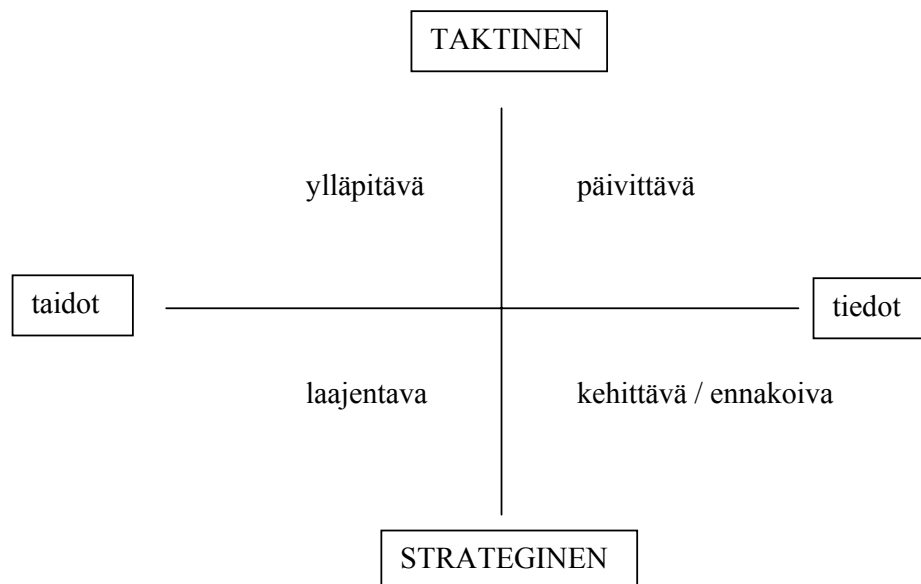 TAKTINEN
ylläpitävä päivittävä
taidot tiedot
laajentava kehittävä / ennakoiva
STRATEGINEN